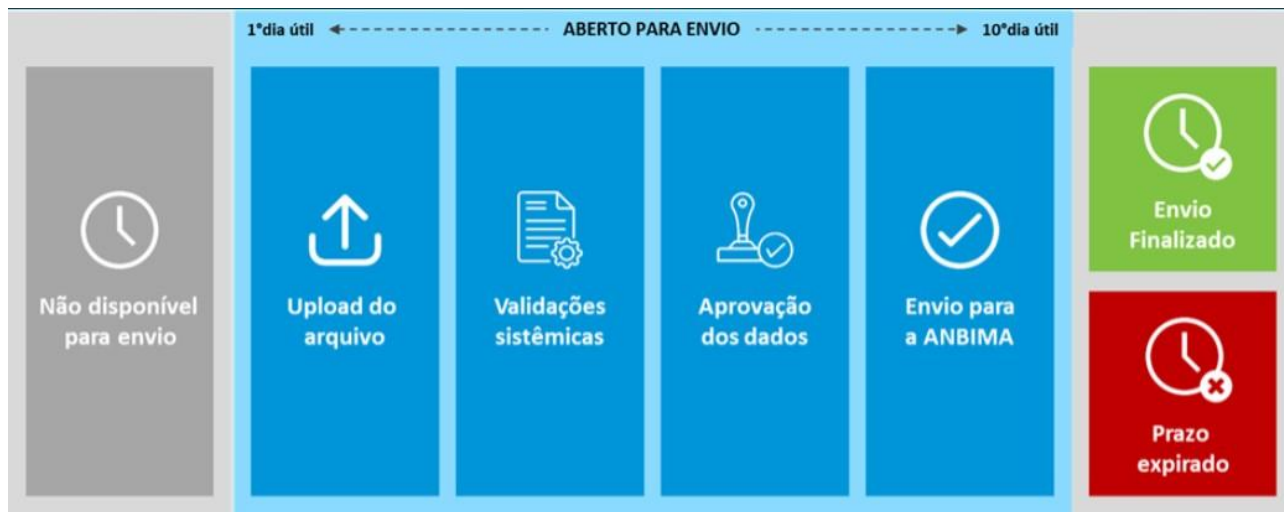 1°dia útil ABERTO PARA ENVIO 10°dia útil
Não disponível
para envio
Upload do
arquivo
Validações
sistêmicas
Aprovação
dos dados
Envio para
a ANBIMA
Envio
Finalizado
Prazo
expirado